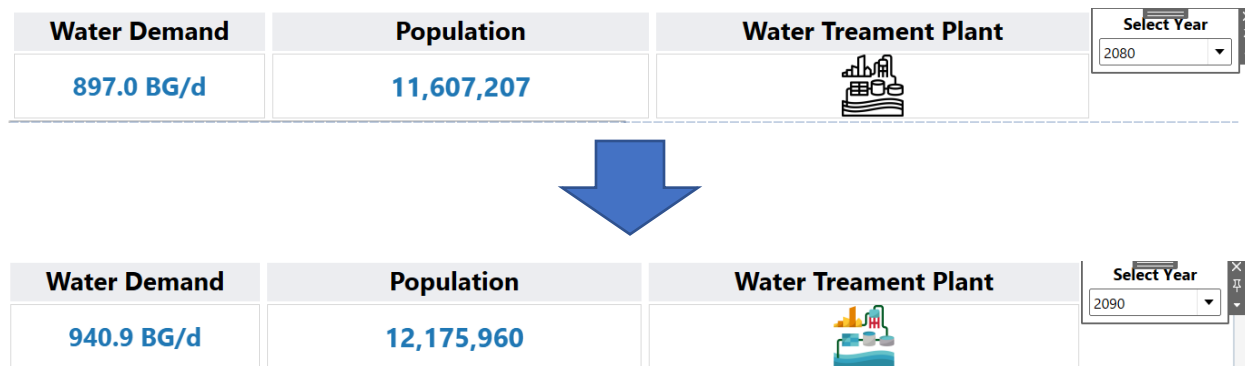 Water Demand Population Water Treament Plant Select Year
2080
897.0 BG/d 11,607,207
Water Demand Population Water Treament Plant Select Year
2090
940.9 BG/d 12,175,960